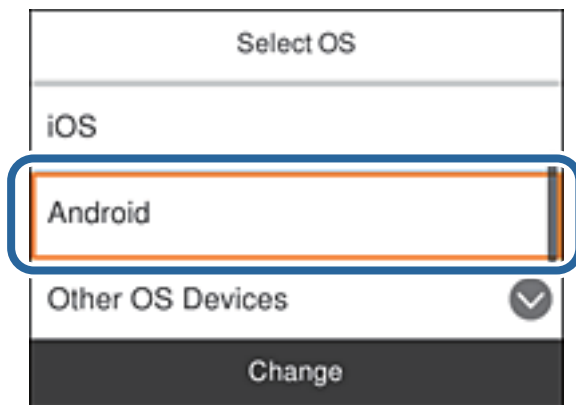 Select OS
iOS
Android
Other OS Devices
Change